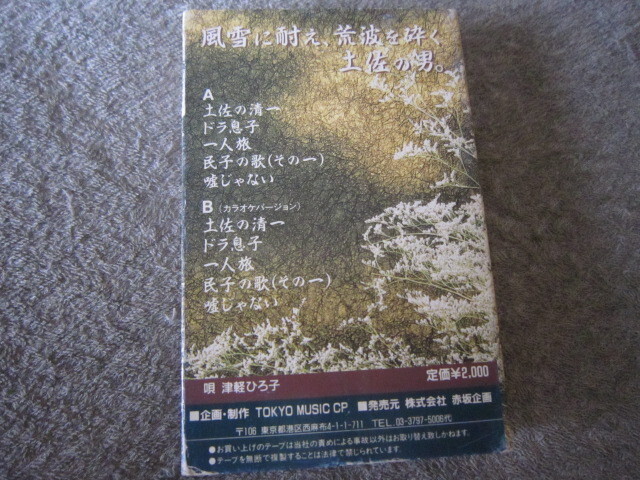 風雪に耐え、荒波を砕く
土佐の男。
A
土佐の清一
ドラ息子
一人旅
民子の歌(その一)
嘘じゃない
B (カラオケバージョン)
土佐の清一
ドラ息子
一人旅
民子の歌(その一)
嘘じゃない
唄 津軽ひろ子
定価¥2,000
■企画・制作 TOKYO MUSIC CP. ■発売元 株式会社 赤坂企画
〒106 東京都港区西麻布4-1-1-711 TEL.03-3797-5006代
●お買い上げのテープは当社の責めによる事故以外はお取り替え致しかねます。
●テープを無断で複製することは法律で禁じられています。